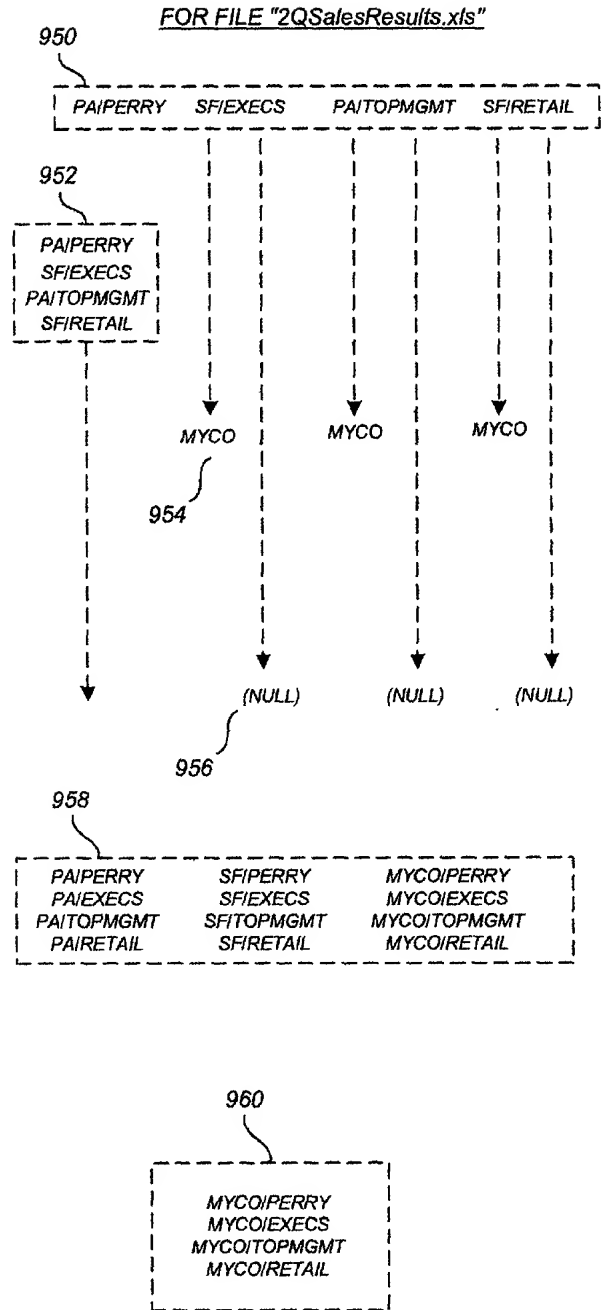 FOR FILE "2QSalesResults.xls"
950
PA/PERRY SF/EXECS PA/TOPMGMT SF/RETAIL
952
PA/PERRY
SF/EXECS
PA/TOPMGMT
SF/RETAIL
MYCO MYCO MYCO
954
(NULL) (NULL) (NULL)
956
958
PA/PERRY SF/PERRY MYCO/PERRY
PA/EXECS SF/EXECS MYCO/EXECS
PA/TOPMGMT SF/TOPMGMT MYCO/TOPMGMT
PA/RETAIL SF/RETAIL MYCO/RETAIL
960
MYCO/PERRY
MYCO/EXECS
MYCO/TOPMGMT
MYCO/RETAIL